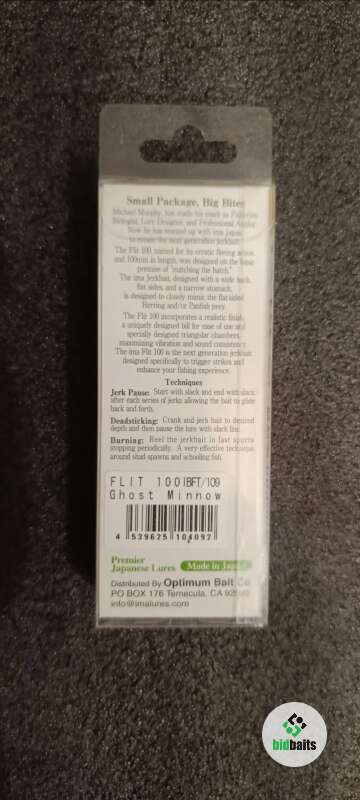 Small Package, Big Bites
Michael Murphy, has made his mark as Fisheries
Biologist, Lure Designer, and Professional Angler
Now he has teamed up with ima Japan
to create the next generation jerkbait.
The Flit 100 named for its erratic fleeing action
and 100mm in length, was designed on the basic
premise of "matching the hatch."
The ima Jerkbait, designed with a wide back,
flat sides, and a narrow stomach,
is designed to closely mimic the flat sided
Herring and/or Panfish prey.
The Flit 100 incorporates a realistic finish,
a uniquely designed bill for ease of use and
specially designed triangular chambers,
maximizing vibration and sound consistency.
The ima Flit 100 is the next generation jerkbait
designed specifically to trigger strikes and
enhance your fishing experience.
Techniques
Jerk Pause: Start with slack and end with slack
after each series of jerks allowing the bait to glide
back and forth.
Deadsticking: Crank and jerk bait to desired
depth and then pause the lure with slack line.
Burning: Reel the jerkbait in fast spurts
stopping periodically. A very effective technique
around shad spawns and schooling fish.
FLIT 100IBFT/109
Ghost Minnow
4 539625 104092
Premier
Japanese Lures
Made in Japan
Distributed By Optimum Bait Co
PO BOX 176 Temecula, CA
info@imalures.com
bidbaits